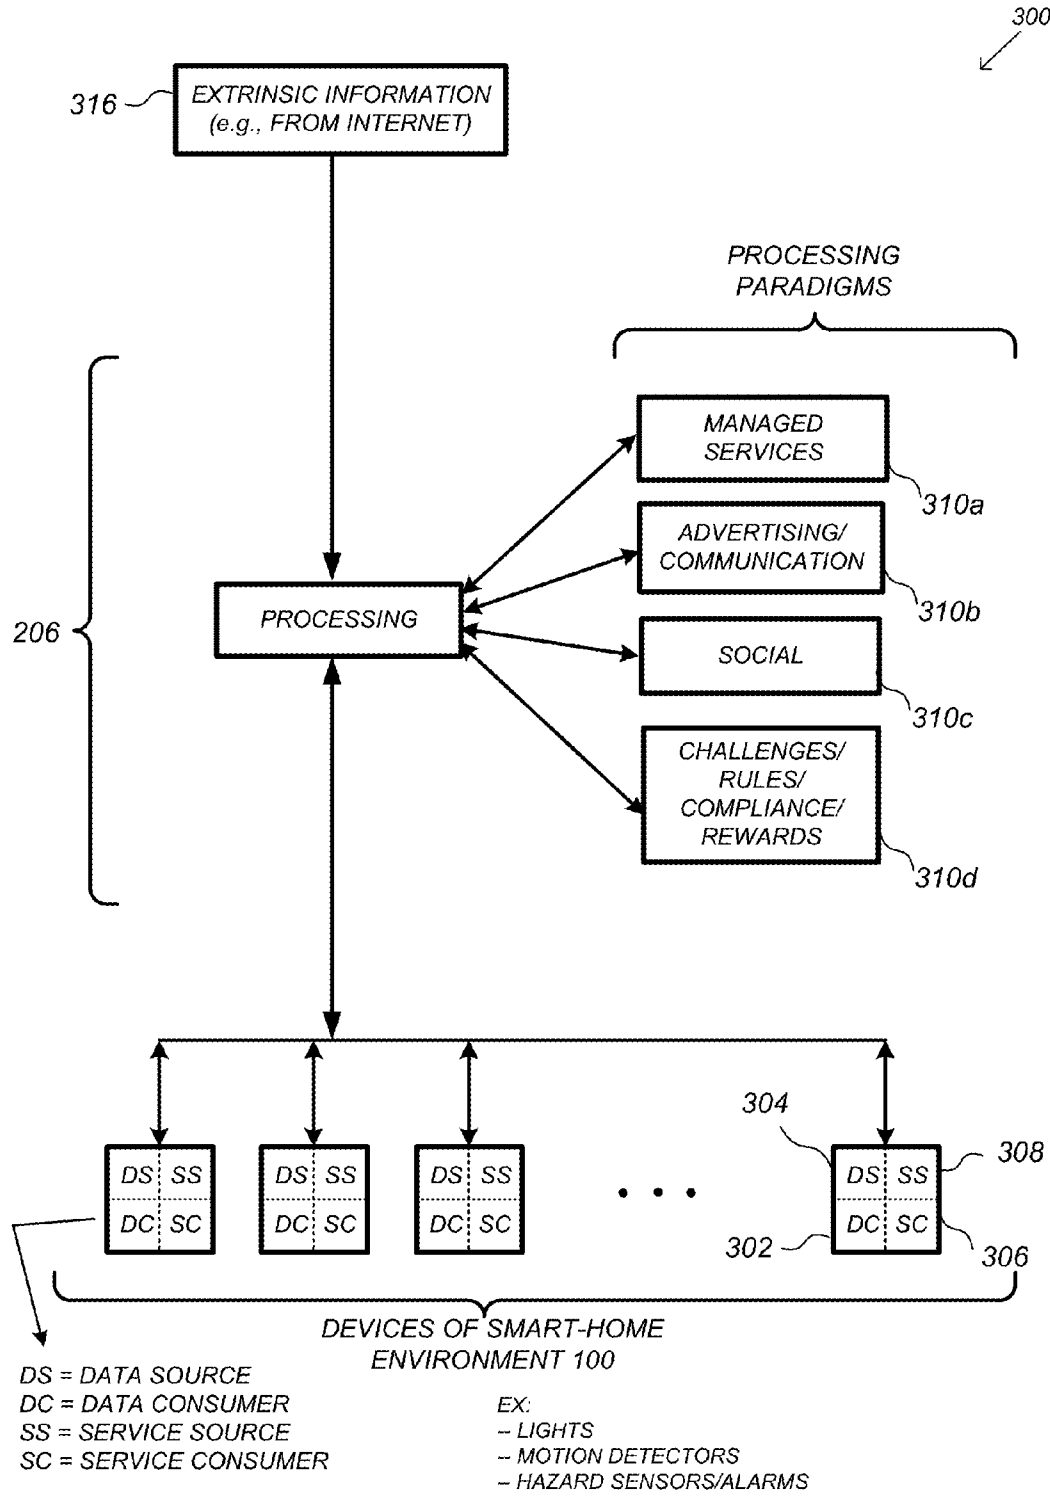 300
316
EXTRINSIC INFORMATION
(e.g., FROM INTERNET)
PROCESSING
PARADIGMS
206
PROCESSING
MANAGED
SERVICES
310a
ADVERTISING/
COMMUNICATION
310b
SOCIAL
310c
CHALLENGES/
RULES/
COMPLIANCE/
REWARDS
310d
304
308
302
306
DS SS
DC SC
DS SS
DC SC
DS SS
DC SC
• • •
DS SS
DC SC
DEVICES OF SMART-HOME
ENVIRONMENT 100
DS = DATA SOURCE
DC = DATA CONSUMER
SS = SERVICE SOURCE
SC = SERVICE CONSUMER
EX:
– LIGHTS
– MOTION DETECTORS
– HAZARD SENSORS/ALARMS